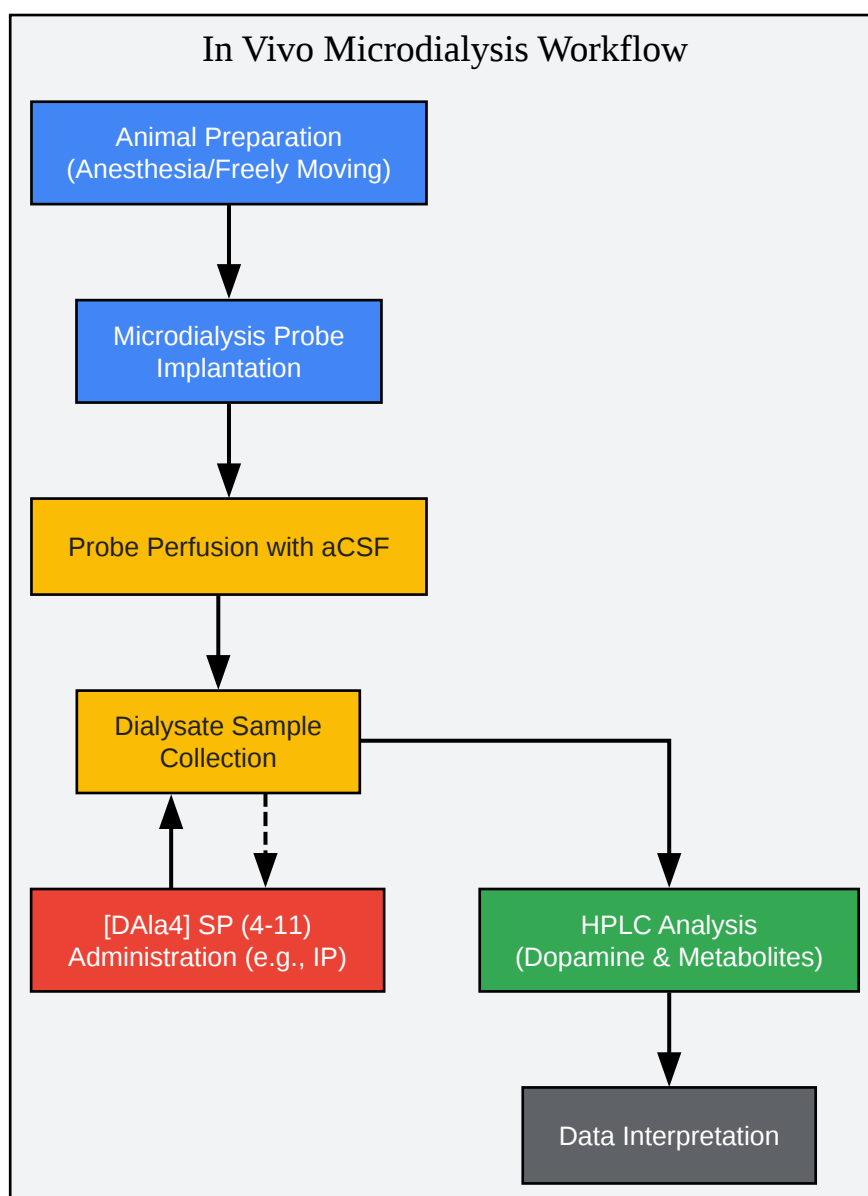 In Vivo Microdialysis Workflow
Animal Preparation
(Anesthesia/Freely Moving)
Microdialysis Probe
Implantation
Probe Perfusion with aCSF
Dialysate Sample
Collection
[DAla4] SP (4-11)
Administration (e.g., IP)
HPLC Analysis
(Dopamine & Metabolites)
Data Interpretation